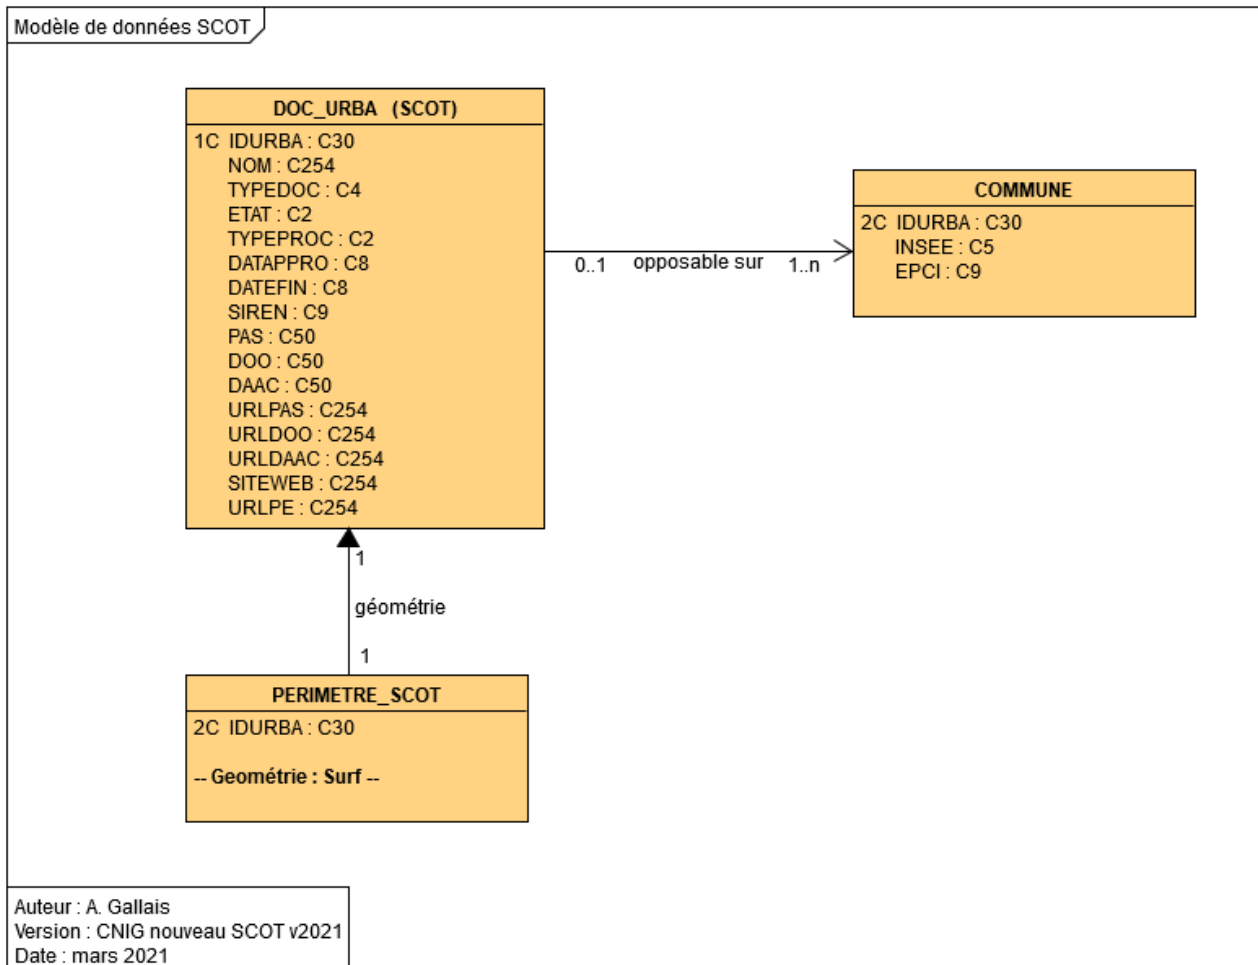 Modèle de données SCOT
DOC_URBA (SCOT)
1C IDURBA : C30
NOM : C254
TYPEDOC : C4
ETAT : C2
TYPEPROC : C2
DATAPPRO : C8
DATEFIN : C8
SIREN : C9
PAS : C50
DOO : C50
DAAC : C50
URLPAS : C254
URLDOO : C254
URLDAAC : C254
SITEWEB : C254
URLPE : C254
0..1 opposable sur 1..n
COMMUNE
2C IDURBA : C30
INSEE : C5
EPCI : C9
1
géométrie
1
PERIMETRE_SCOT
2C IDURBA : C30
-- Geométrie : Surf --
Auteur : A. Gallais
Version : CNIG nouveau SCOT v2021
Date : mars 2021